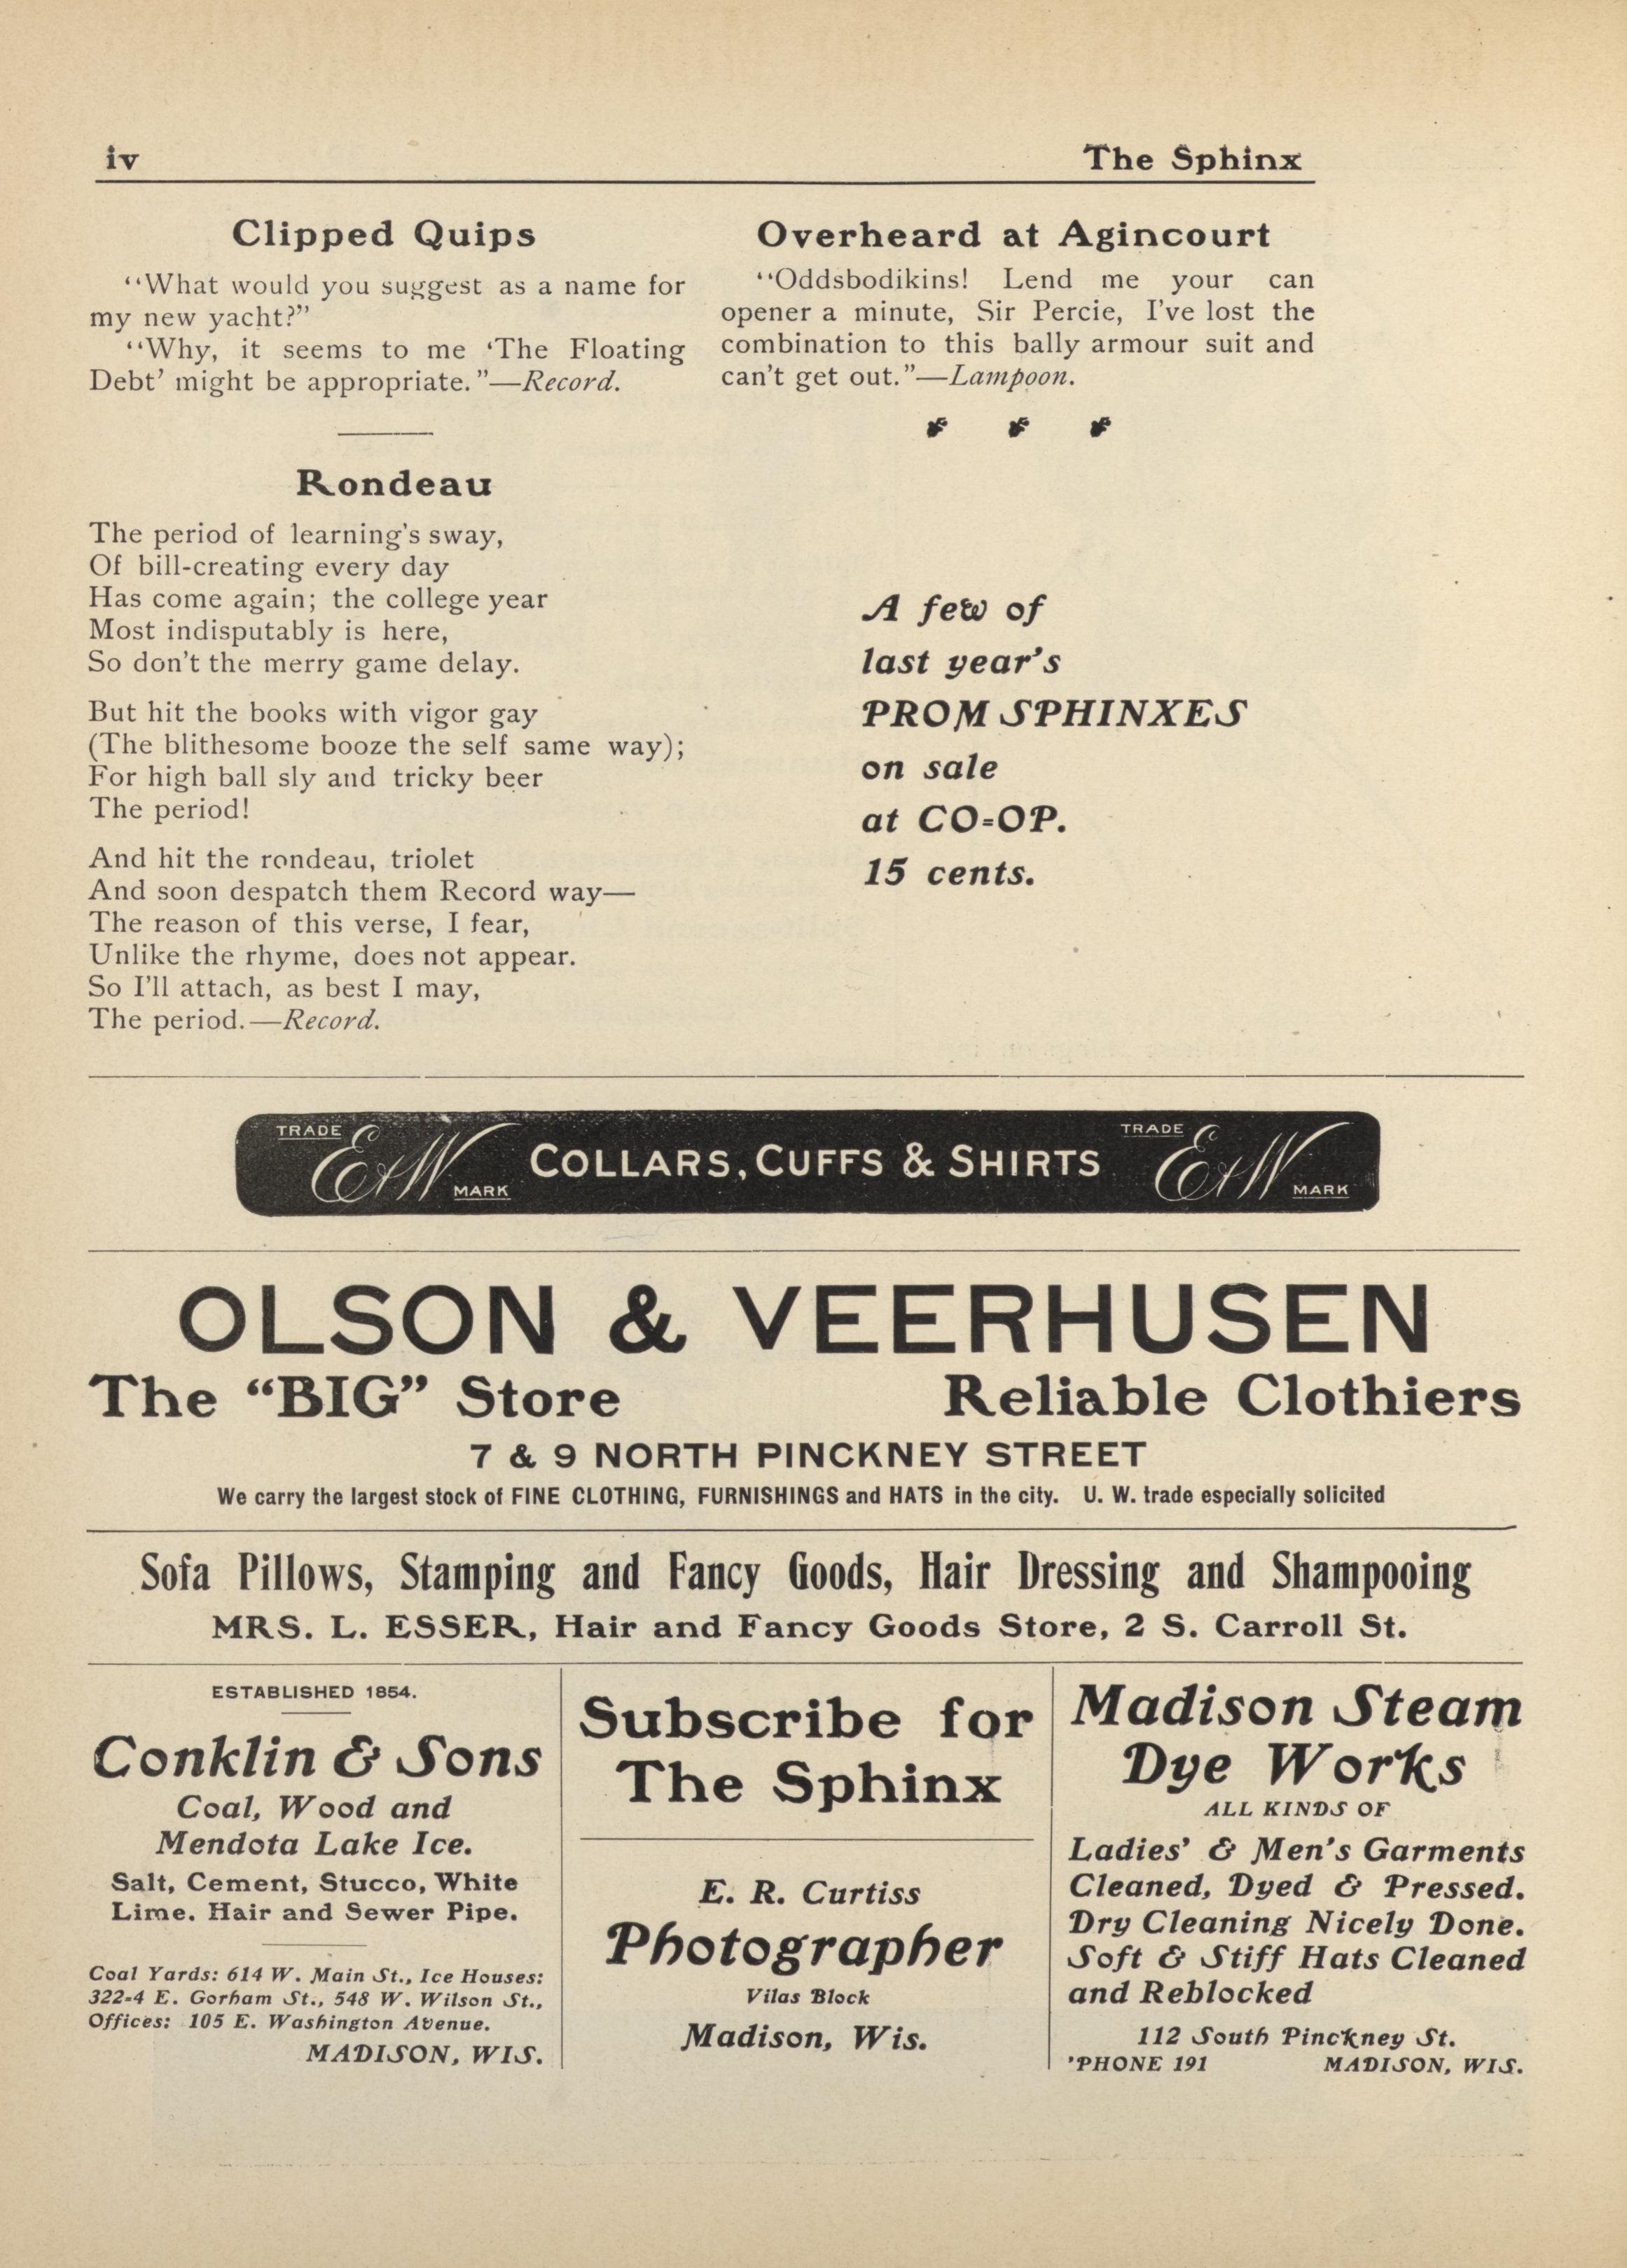 iv
The Sphinx
Clipped Quips
"What would you suggest as a name for
my new yacht?"
"Why, it seems to me 'The Floating
Debt' might be appropriate."—Record.
Rondeau
The period of learning's sway,
Of bill-creating every day
Has come again; the college year
Most indisputably is here,
So don't the merry game delay.
But hit the books with vigor gay
(The blithesome booze the self same way);
For high ball sly and tricky beer
The period!
And hit the rondeau, triolet
And soon despatch them Record way—
The reason of this verse, I fear,
Unlike the rhyme, does not appear.
So I'll attach, as best I may,
The period.—Record.
Overheard at Agincourt
"Oddsbodikins! Lend me your can
opener a minute, Sir Percie, I've lost the
combination to this bally armour suit and
can't get out."—Lampoon.
A few of
last year's
PROM SPHINXES
on sale
at CO-OP.
15 cents.
TRADE E&W MARK COLLARS, CUFFS & SHIRTS TRADE E&W MARK
OLSON & VEERHUSEN
The "BIG" Store Reliable Clothiers
7 & 9 NORTH PINCKNEY STREET
We carry the largest stock of FINE CLOTHING, FURNISHINGS and HATS in the city. U. W. trade especially solicited
Sofa Pillows, Stamping and Fancy Goods, Hair Dressing and Shampooing
MRS. L. ESSER, Hair and Fancy Goods Store, 2 S. Carroll St.
ESTABLISHED 1854.
Conklin & Sons
Coal, Wood and
Mendota Lake Ice.
Salt, Cement, Stucco, White
Lime. Hair and Sewer Pipe.
Coal Yards: 614 W. Main St., Ice Houses:
322-4 E. Gorham St., 548 W. Wilson St.,
Offices: 105 E. Washington Avenue.
MADISON, WIS.
Subscribe for
The Sphinx
E. R. Curtiss
Photographer
Vilas Block
Madison, Wis.
Madison Steam
Dye Works
ALL KINDS OF
Ladies' & Men's Garments
Cleaned, Dyed & Pressed.
Dry Cleaning Nicely Done.
Soft & Stiff Hats Cleaned
and Reblocked
112 South Pinckney St.
'PHONE 191 MADISON, WIS.